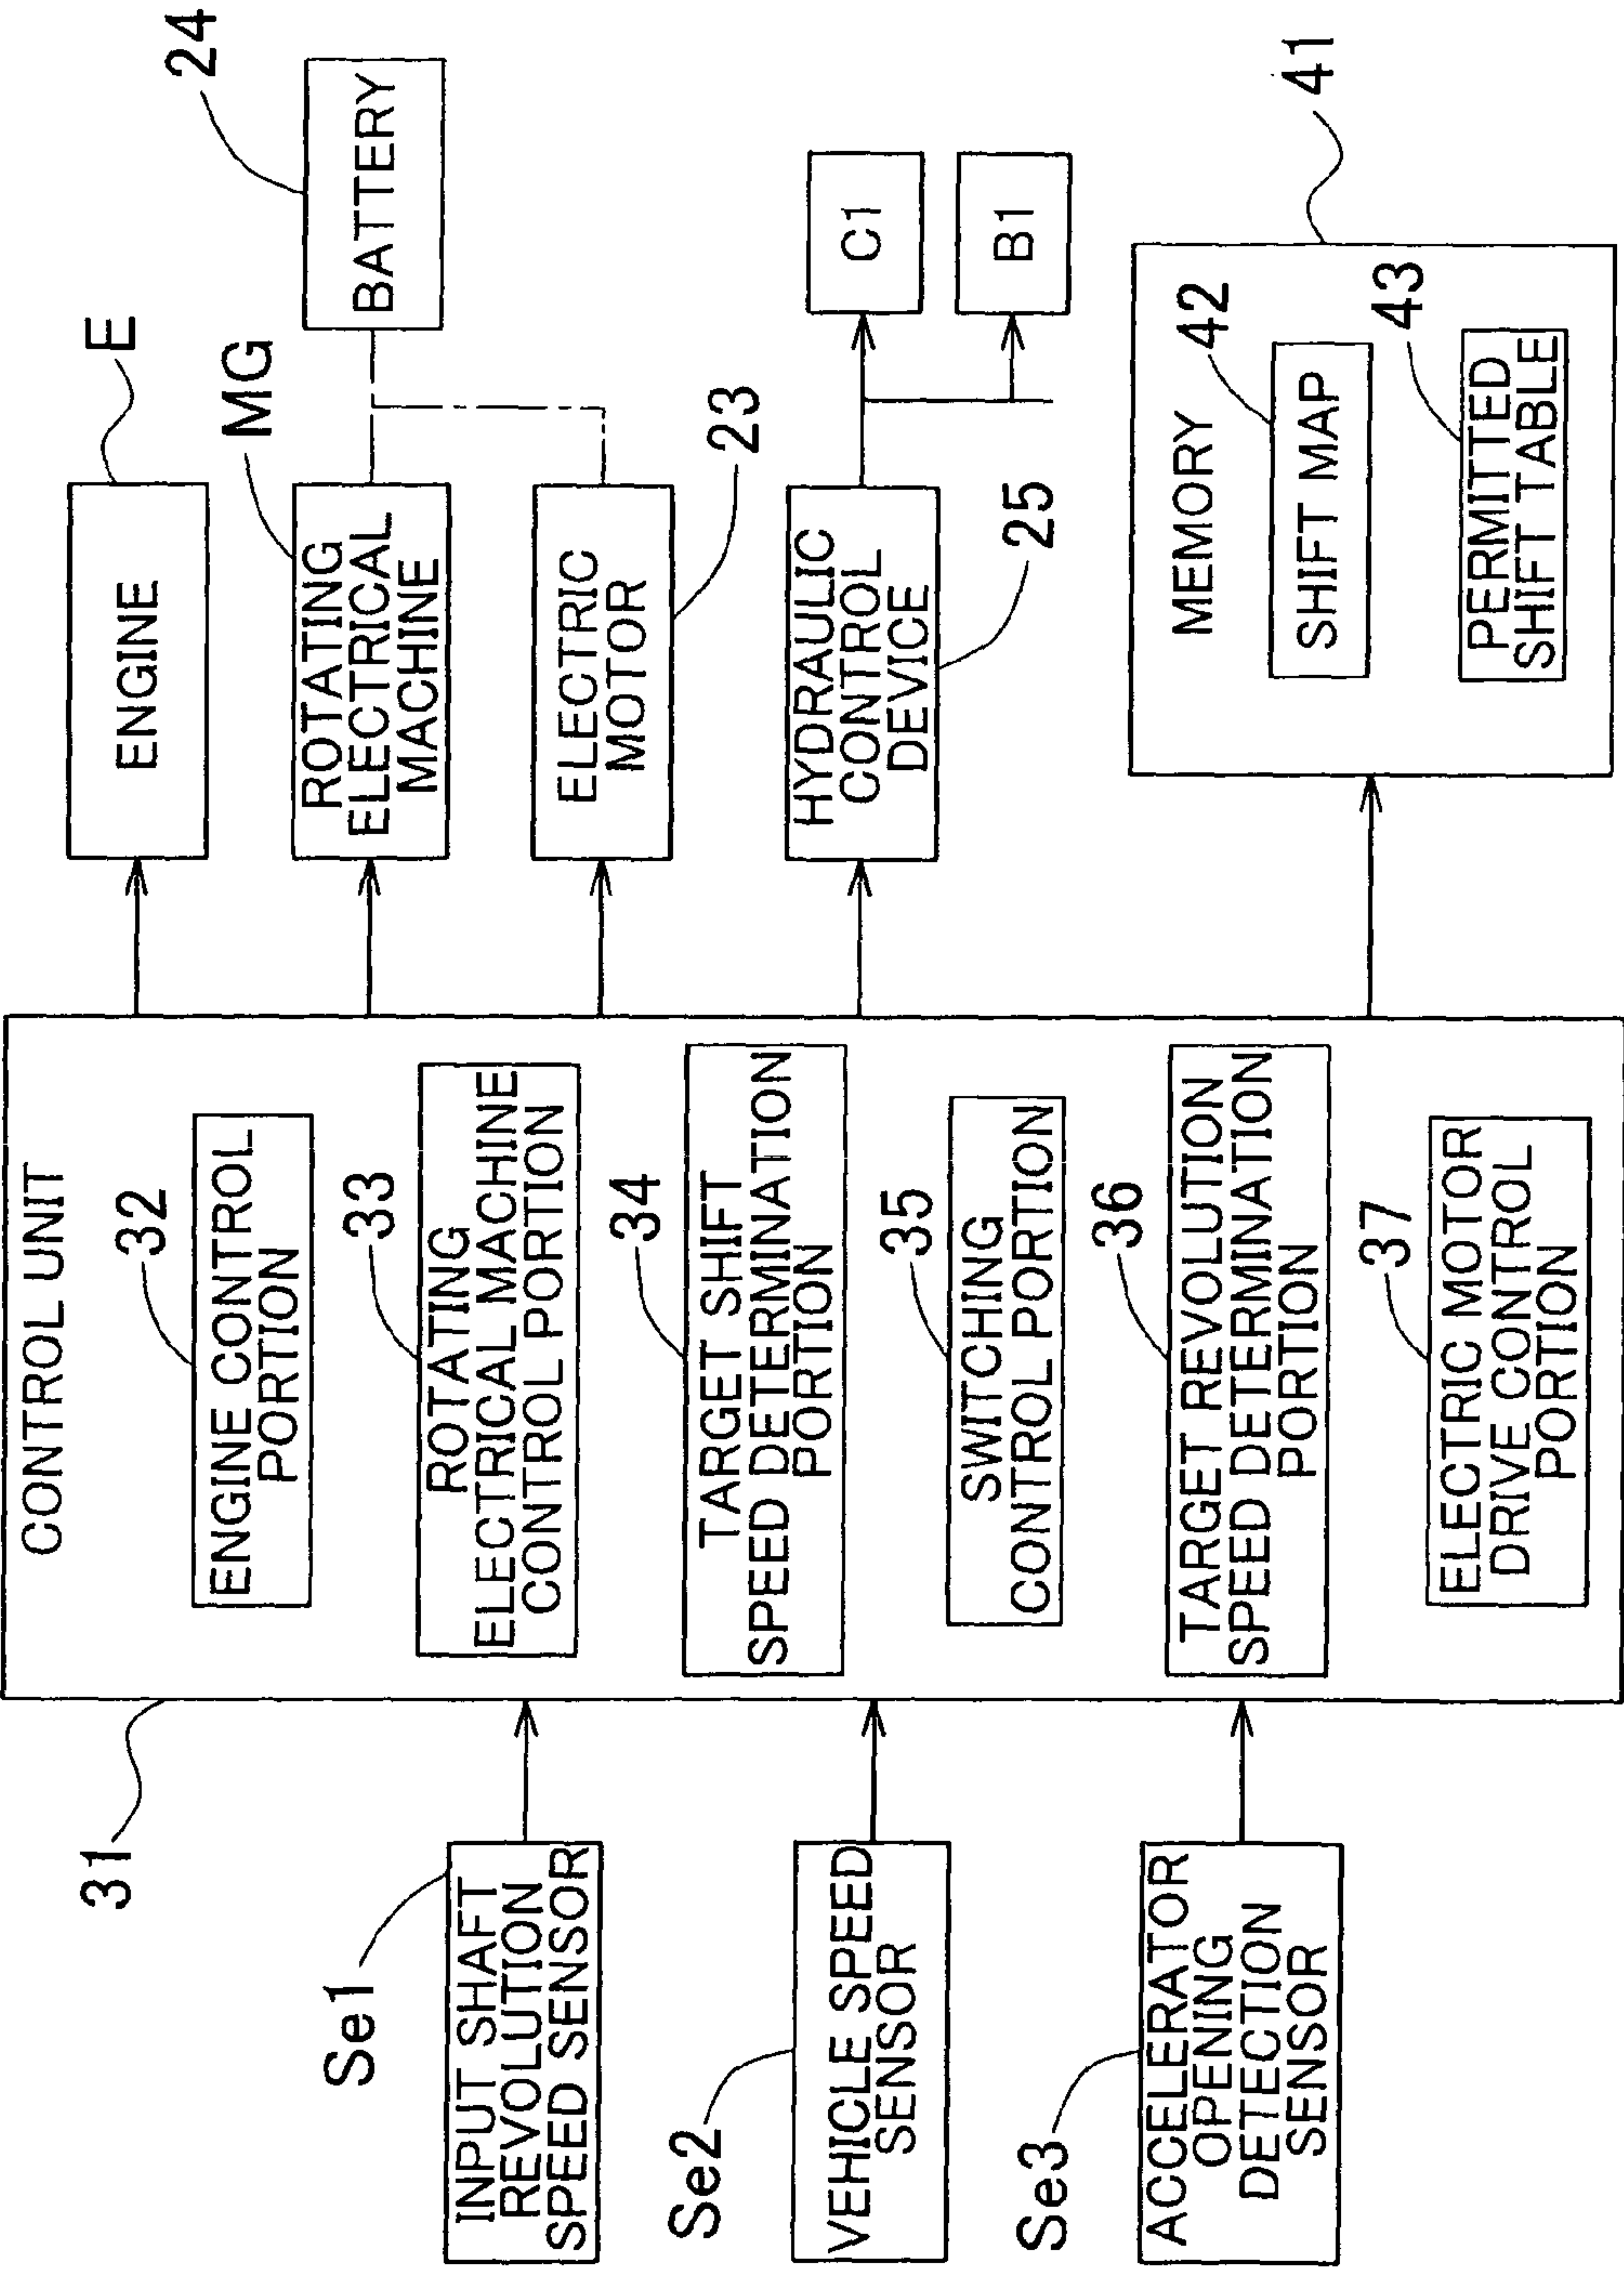 31
CONTROL UNIT
32
ENGINE CONTROL
PORTION
33
ROTATING
ELECTRICAL MACHINE
CONTROL PORTION
34
TARGET SHIFT
SPEED DETERMINATION
PORTION
35
SWITCHING
CONTROL PORTION
36
TARGET REVOLUTION
SPEED DETERMINATION
PORTION
37
ELECTRIC MOTOR
DRIVE CONTROL
PORTION
Se1
INPUT SHAFT
REVOLUTION
SPEED SENSOR
Se2
VEHICLE SPEED
SENSOR
Se3
ACCELERATOR
OPENING
DETECTION
SENSOR
E
ENGINE
MG
ROTATING
ELECTRICAL
MACHINE
24
BATTERY
ELECTRIC
MOTOR
23
HYDRAULIC
CONTROL
DEVICE
25
C1
B1
41
MEMORY
42
SHIFT MAP
43
PERMITTED
SHIFT TABLE